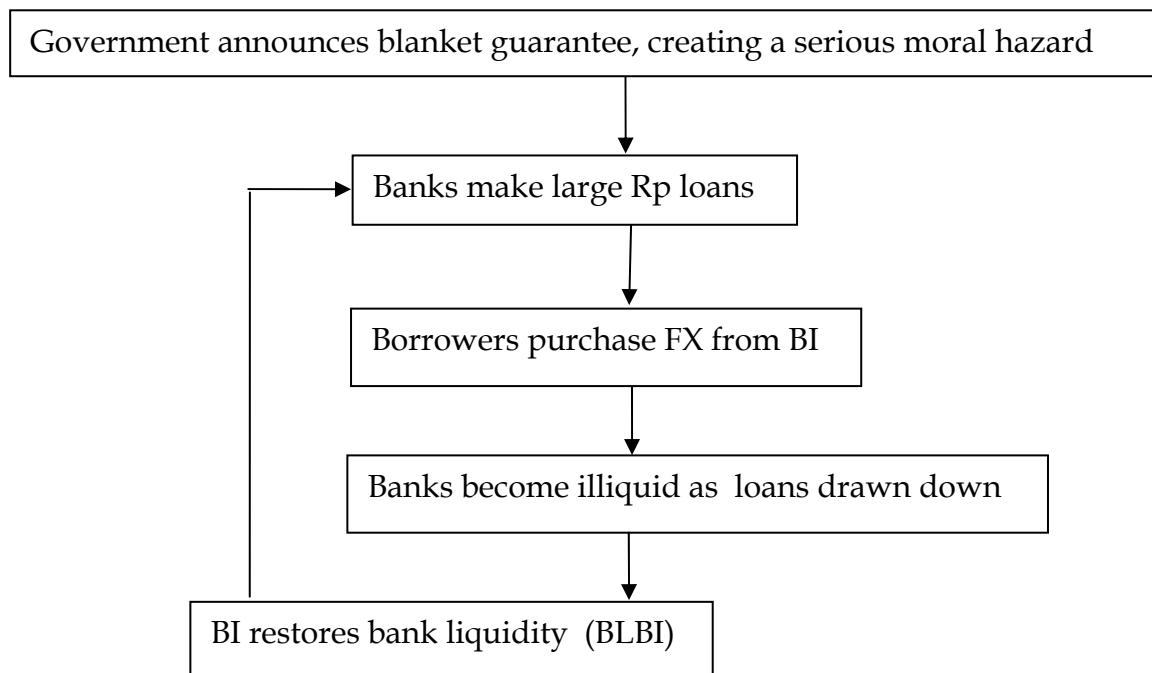 Government announces blanket guarantee, creating a serious moral hazard
Banks make large Rp loans
Borrowers purchase FX from BI
Banks become illiquid as  loans drawn down
BI restores bank liquidity  (BLBI)